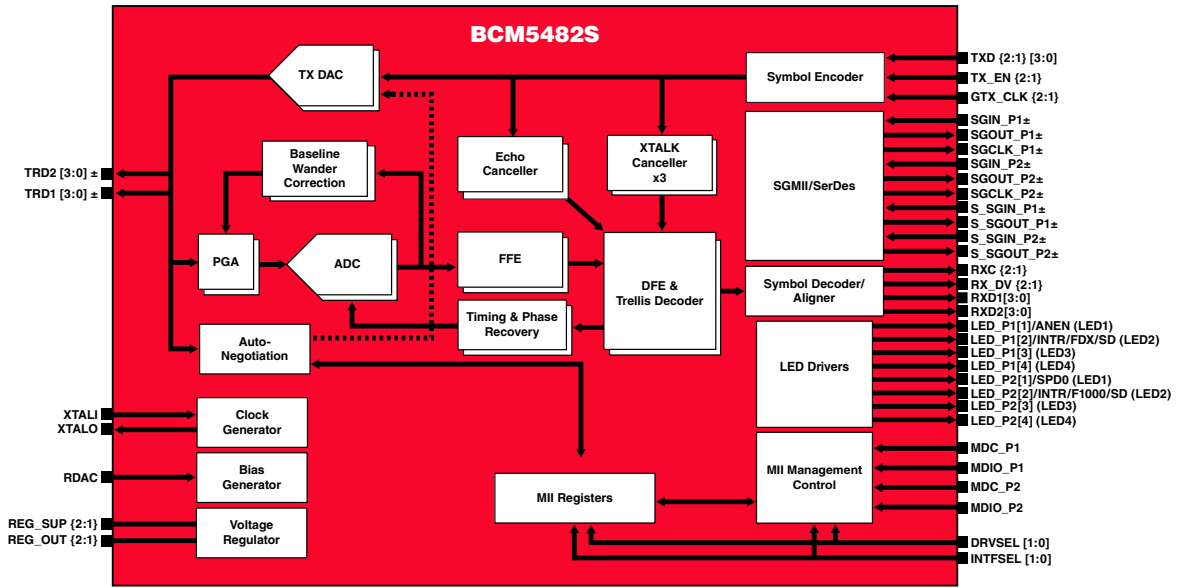 BCM5482S
TX DAC
Symbol Encoder
TXD {2:1} [3:0]
TX_EN {2:1}
GTX_CLK {2:1}
TRD2 [3:0] ±
TRD1 [3:0] ±
Baseline
Wander
Correction
Echo
Canceller
XTALK
Canceller
x3
SGMII/SerDes
SGIN_P1±
SGOUT_P1±
SGCLK_P1±
SGIN_P2±
SGOUT_P2±
SGCLK_P2±
S_SGIN_P1±
S_SGOUT_P1±
S_SGIN_P2±
S_SGOUT_P2±
PGA
ADC
FFE
DFE &
Trellis Decoder
Symbol Decoder/
Aligner
RXC {2:1}
RX_DV {2:1}
RXD1[3:0]
RXD2[3:0]
Timing & Phase
Recovery
Auto-
Negotiation
LED Drivers
LED_P1[1]/ANEN (LED1)
LED_P1[2]/INTR/FDX/SD (LED2)
LED_P1[3] (LED3)
LED_P1[4] (LED4)
LED_P2[1]/SPD0 (LED1)
LED_P2[2]/INTR/F1000/SD (LED2)
LED_P2[3] (LED3)
LED_P2[4] (LED4)
XTALI
XTALO
Clock
Generator
RDAC
Bias
Generator
REG_SUP {2:1}
REG_OUT {2:1}
Voltage
Regulator
MII Registers
MII Management
Control
MDC_P1
MDIO_P1
MDC_P2
MDIO_P2
DRVSEL [1:0]
INTFSEL [1:0]